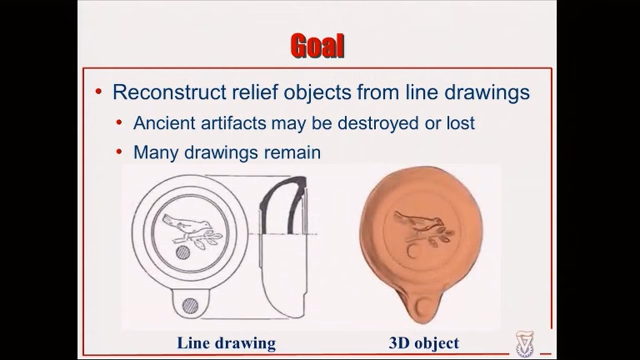 Goal
• Reconstruct relief objects from line drawings
• Ancient artifacts may be destroyed or lost
• Many drawings remain
Line drawing
3D object